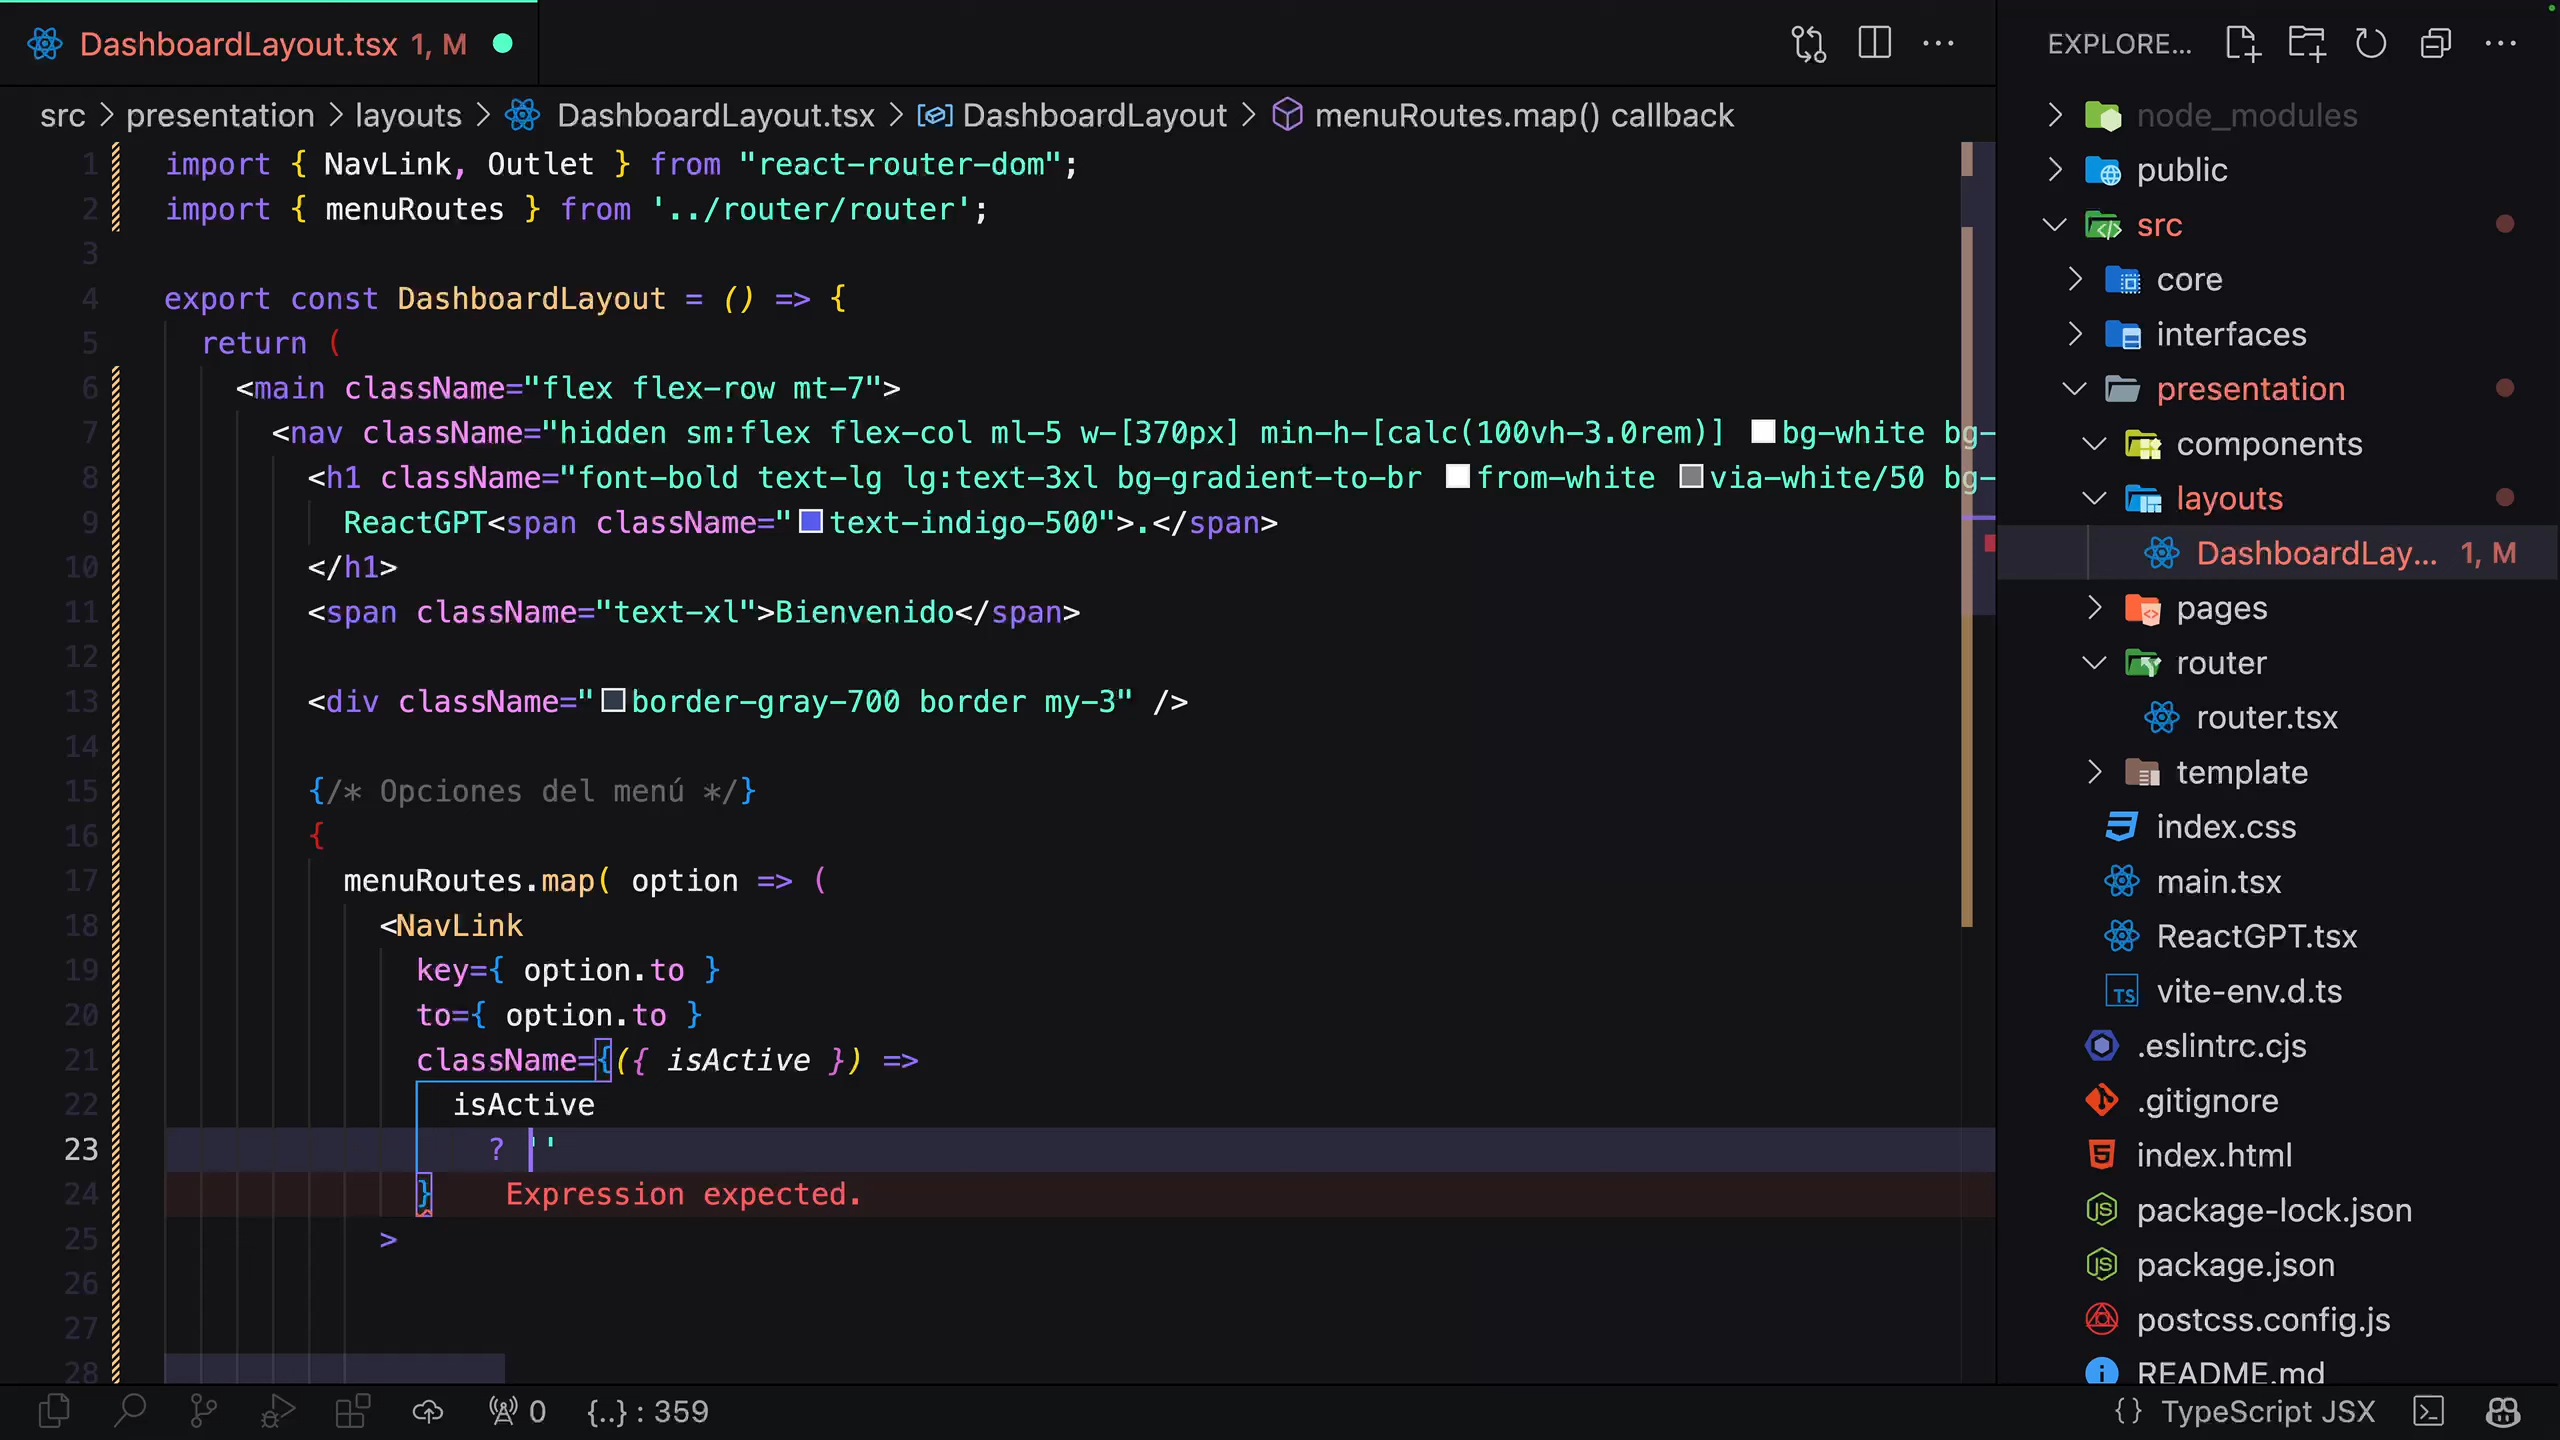 DashboardLayout.tsx 1, M
src > presentation > layouts > DashboardLayout.tsx > DashboardLayout > menuRoutes.map() callback
1 import { NavLink, Outlet } from "react-router-dom";
2 import { menuRoutes } from '../router/router';
3
4 export const DashboardLayout = () => {
5 return (
6 <main className="flex flex-row mt-7">
7 <nav className="hidden sm:flex flex-col ml-5 w-[370px] min-h-[calc(100vh-3.0rem)] bg-white bg-
8 <h1 className="font-bold text-lg lg:text-3xl bg-gradient-to-br from-white via-white/50 bg-
9 ReactGPT<span className="text-indigo-500">.</span>
10 </h1>
11 <span className="text-xl">Bienvenido</span>
12
13 <div className="border-gray-700 border my-3" />
14
15 {/* Opciones del menú */}
16 {
17 menuRoutes.map( option => (
18 <NavLink
19 key={ option.to }
20 to={ option.to }
21 className={({ isActive }) =>
22 isActive
23 ? ''
24 } Expression expected.
25 >
26
27
28
EXPLORE...
node_modules
public
src
core
interfaces
presentation
components
layouts
DashboardLay... 1, M
pages
router
router.tsx
template
index.css
main.tsx
ReactGPT.tsx
TS vite-env.d.ts
.eslintrc.cjs
.gitignore
index.html
package-lock.json
package.json
postcss.config.js
README.md
0 {..} : 359
{} TypeScript JSX